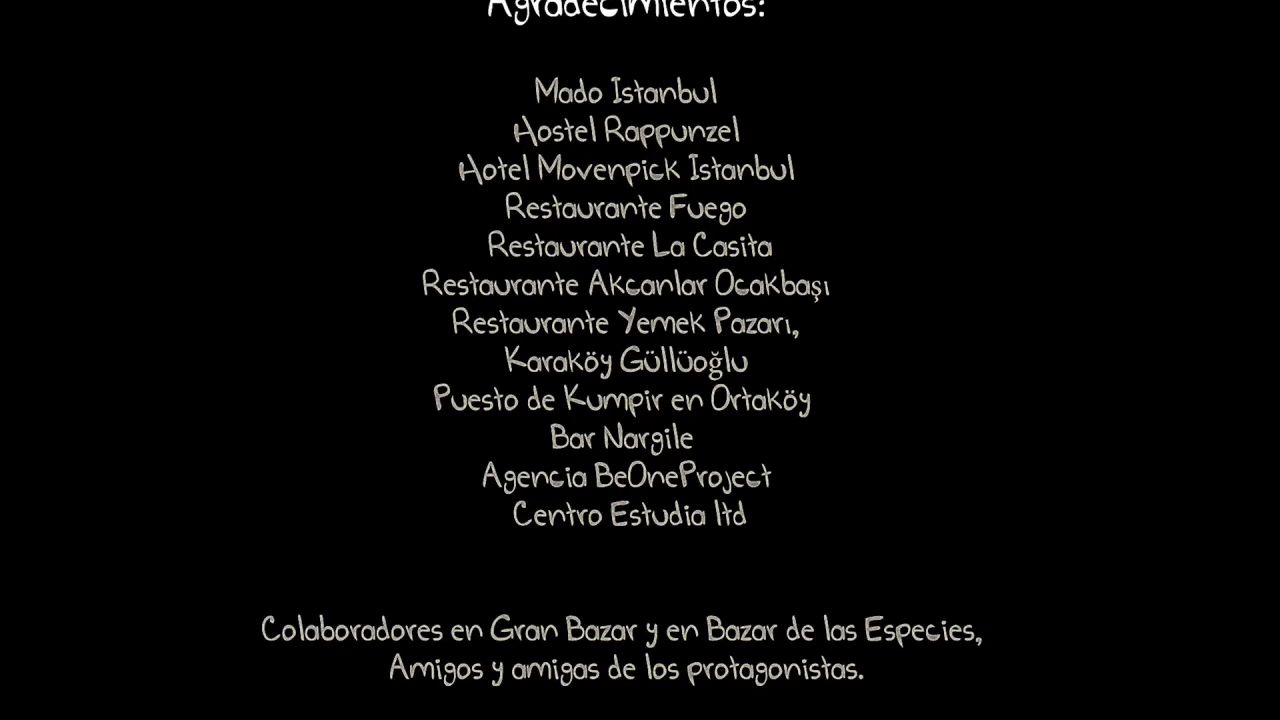 Agradecimientos:
Mado Istanbul
Hostel Rappunzel
Hotel Movenpick Istanbul
Restaurante Fuego
Restaurante La Casita
Restaurante Akcanlar Ocakbaşı
Restaurante Yemek Pazarı,
Karaköy Güllüoğlu
Puesto de Kumpir en Ortaköy
Bar Nargile
Agencia BeOneProject
Centro Estudia ltd
Colaboradores en Gran Bazar y en Bazar de las Especies,
Amigos y amigas de los protagonistas.